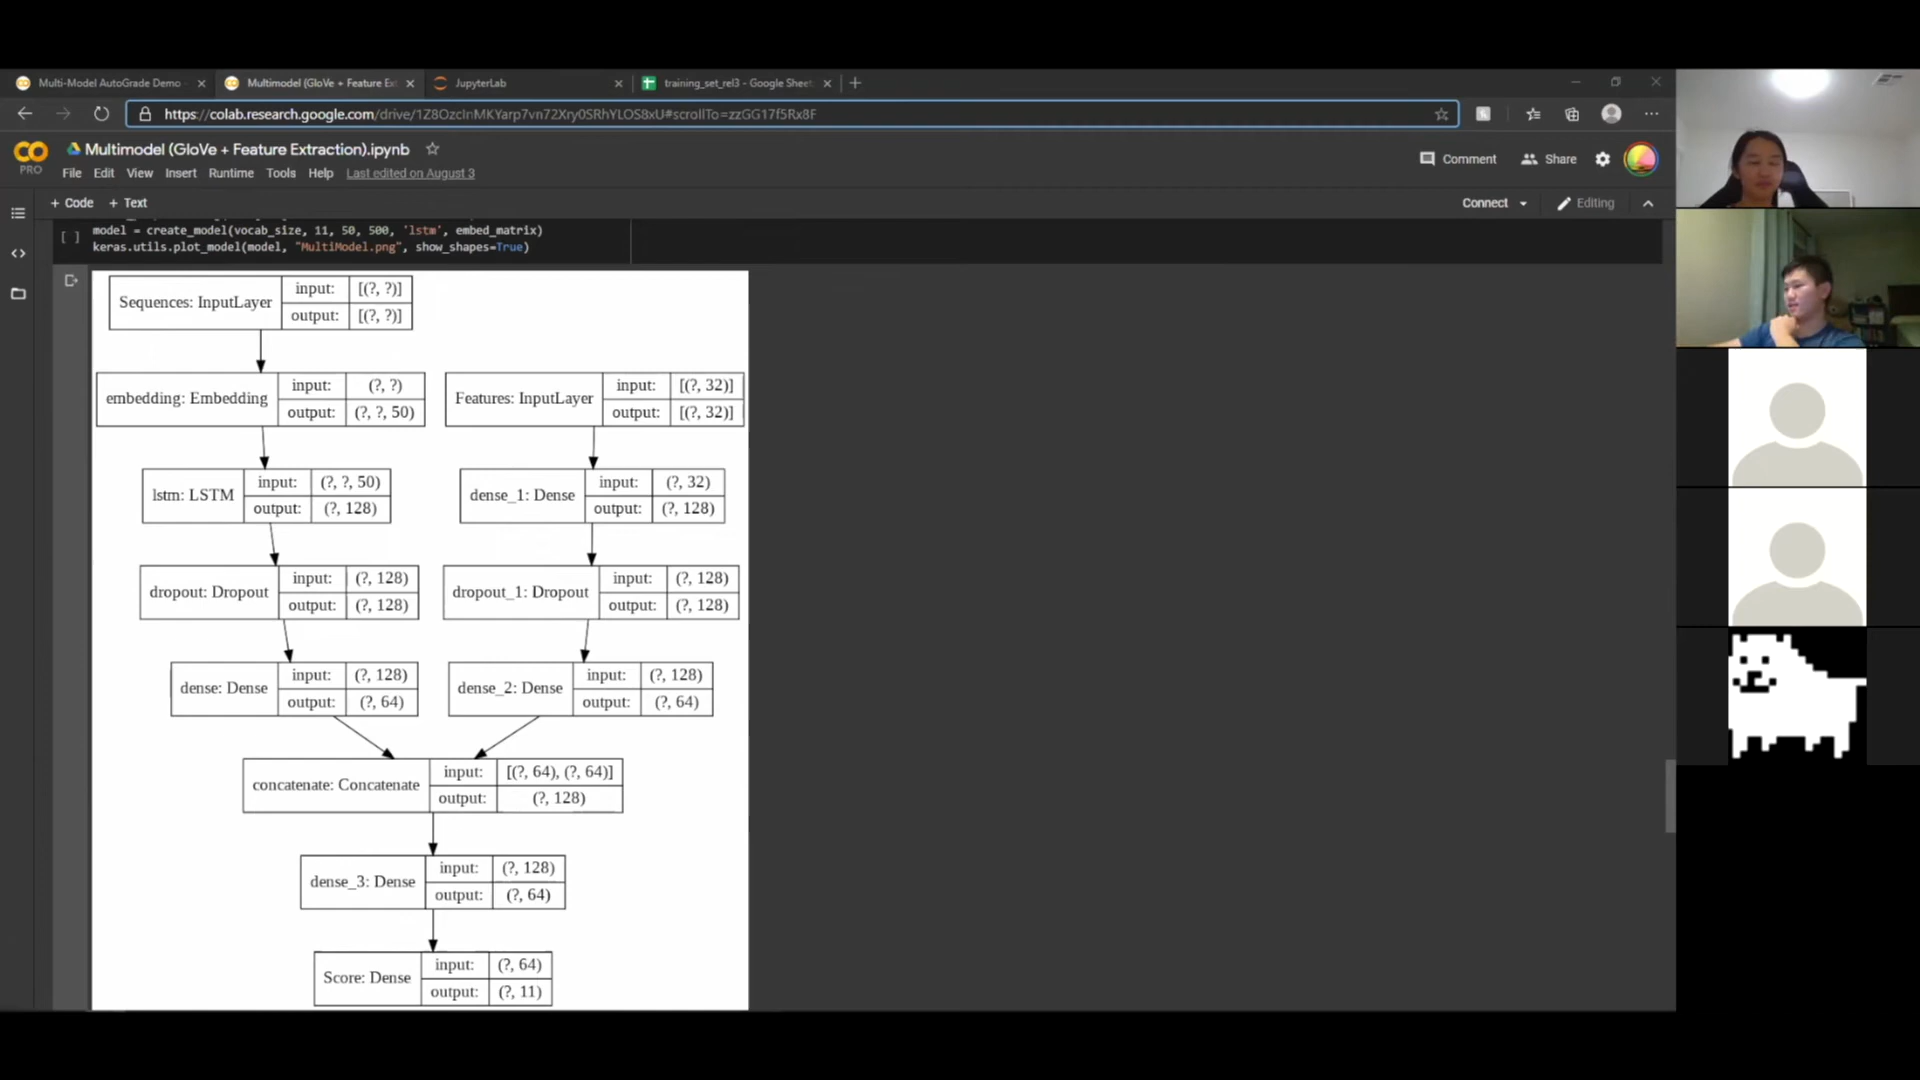 Multi-Model AutoGrade Demo
Multimodel (GloVe + Feature Ext
JupyterLab
training_set_rel3 - Google Sheet
https://colab.research.google.com/drive/1Z8OzcInMKYarp7vn72Xry0SRhYLOS8xU#scrollTo=zzGG17f5Rx8F
CO
PRO
Multimodel (GloVe + Feature Extraction).ipynb
Comment
Share
File Edit View Insert Runtime Tools Help Last edited on August 3
+ Code + Text
Connect
Editing
[ ] model = create_model(vocab_size, 11, 50, 500, 'lstm', embed_matrix)
keras.utils.plot_model(model, "MultiModel.png", show_shapes=True)
Sequences: InputLayer
input: [(?, ?)]
output: [(?, ?)]
embedding: Embedding
input: (?, ?)
output: (?, ?, 50)
Features: InputLayer
input: [(?, 32)]
output: [(?, 32)]
lstm: LSTM
input: (?, ?, 50)
output: (?, 128)
dense_1: Dense
input: (?, 32)
output: (?, 128)
dropout: Dropout
input: (?, 128)
output: (?, 128)
dropout_1: Dropout
input: (?, 128)
output: (?, 128)
dense: Dense
input: (?, 128)
output: (?, 64)
dense_2: Dense
input: (?, 128)
output: (?, 64)
concatenate: Concatenate
input: [(?, 64), (?, 64)]
output: (?, 128)
dense_3: Dense
input: (?, 128)
output: (?, 64)
Score: Dense
input: (?, 64)
output: (?, 11)